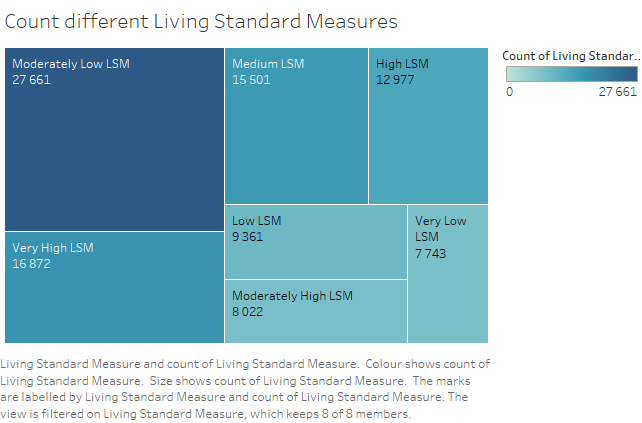 Count different Living Standard Measures
Moderately Low LSM
27 661
Medium LSM
15 501
High LSM
12 977
Count of Living Standar..
0
27 661
Very High LSM
16 872
Low LSM
9 361
Very Low
LSM
7 743
Moderately High LSM
8 022
Living Standard Measure and count of Living Standard Measure.  Colour shows count of
Living Standard Measure.  Size shows count of Living Standard Measure.  The marks
are labelled by Living Standard Measure and count of Living Standard Measure. The
view is filtered on Living Standard Measure, which keeps 8 of 8 members.